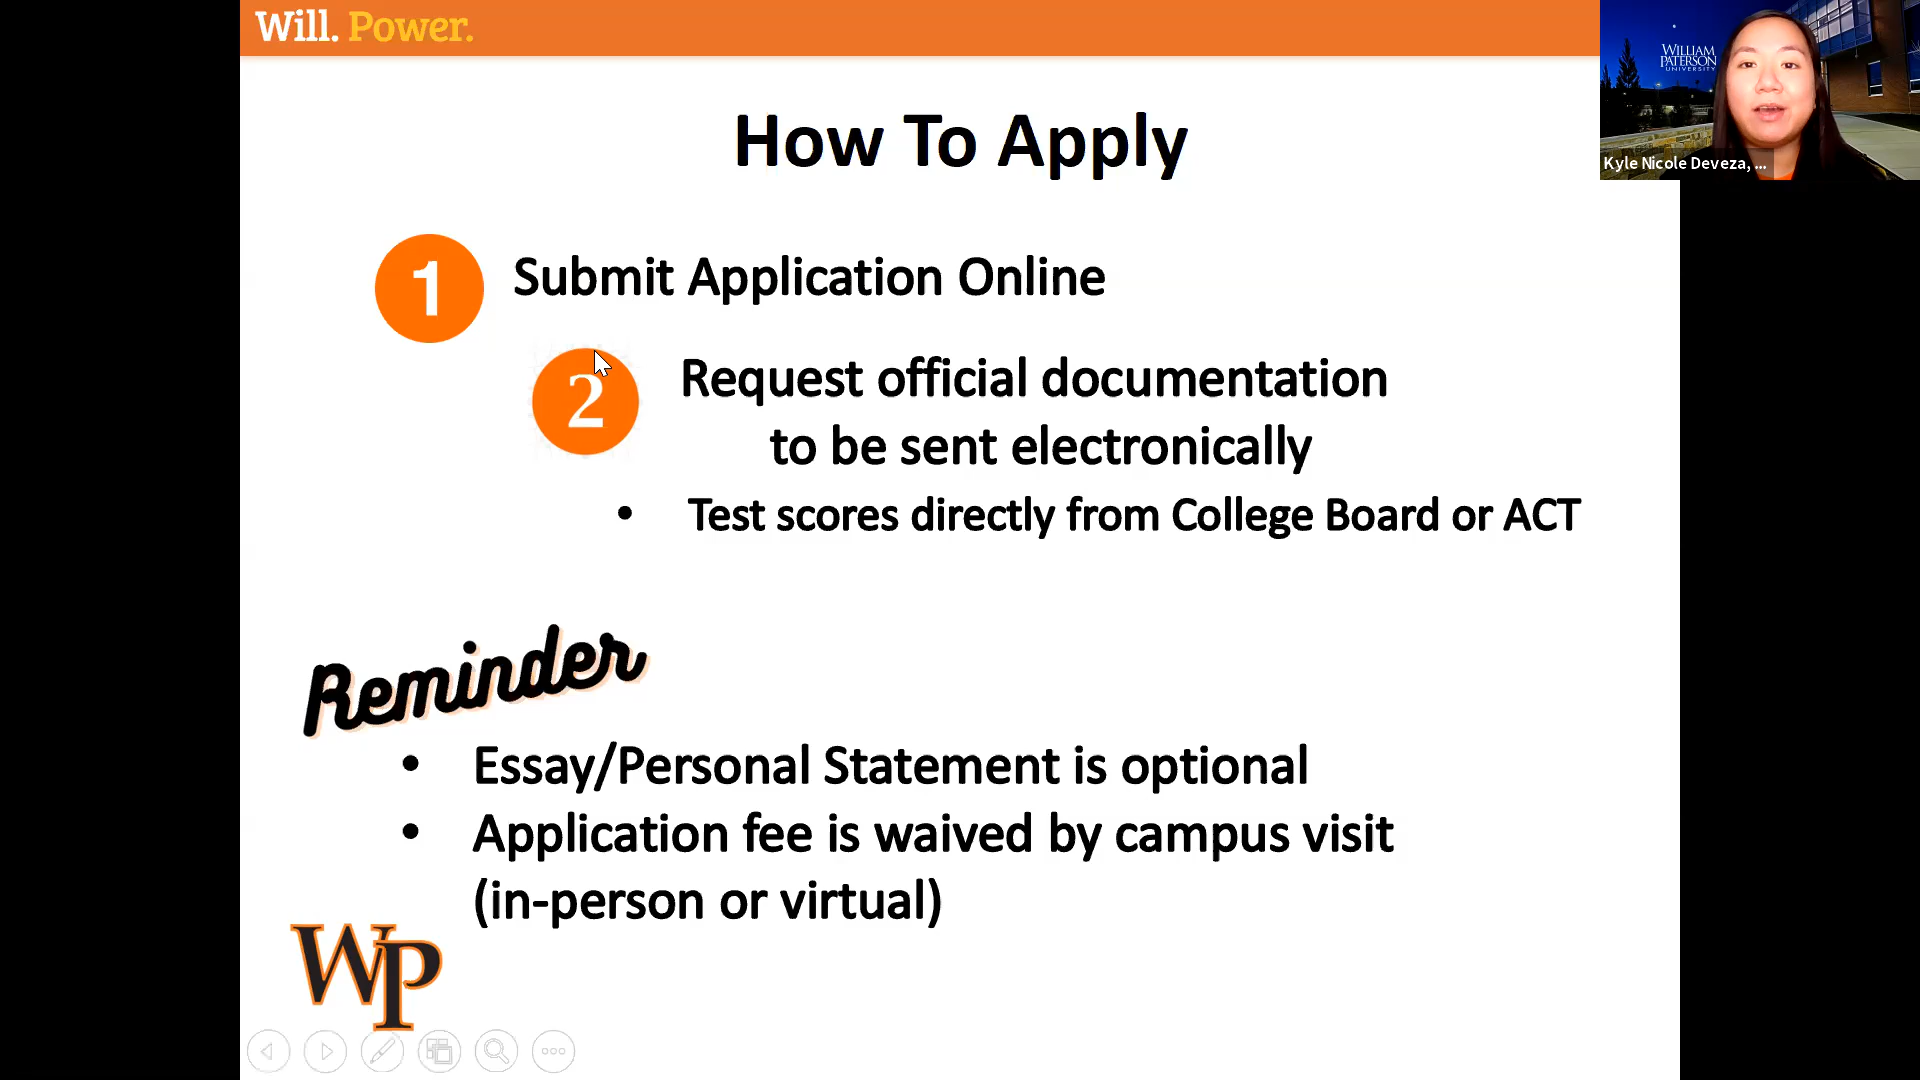 Will. Power.
WILLIAM
PATERSON
UNIVERSITY
Kyle Nicole Deveza, ...
How To Apply
1 Submit Application Online
2 Request official documentation
to be sent electronically
• Test scores directly from College Board or ACT
Reminder
• Essay/Personal Statement is optional
• Application fee is waived by campus visit
(in-person or virtual)
WP